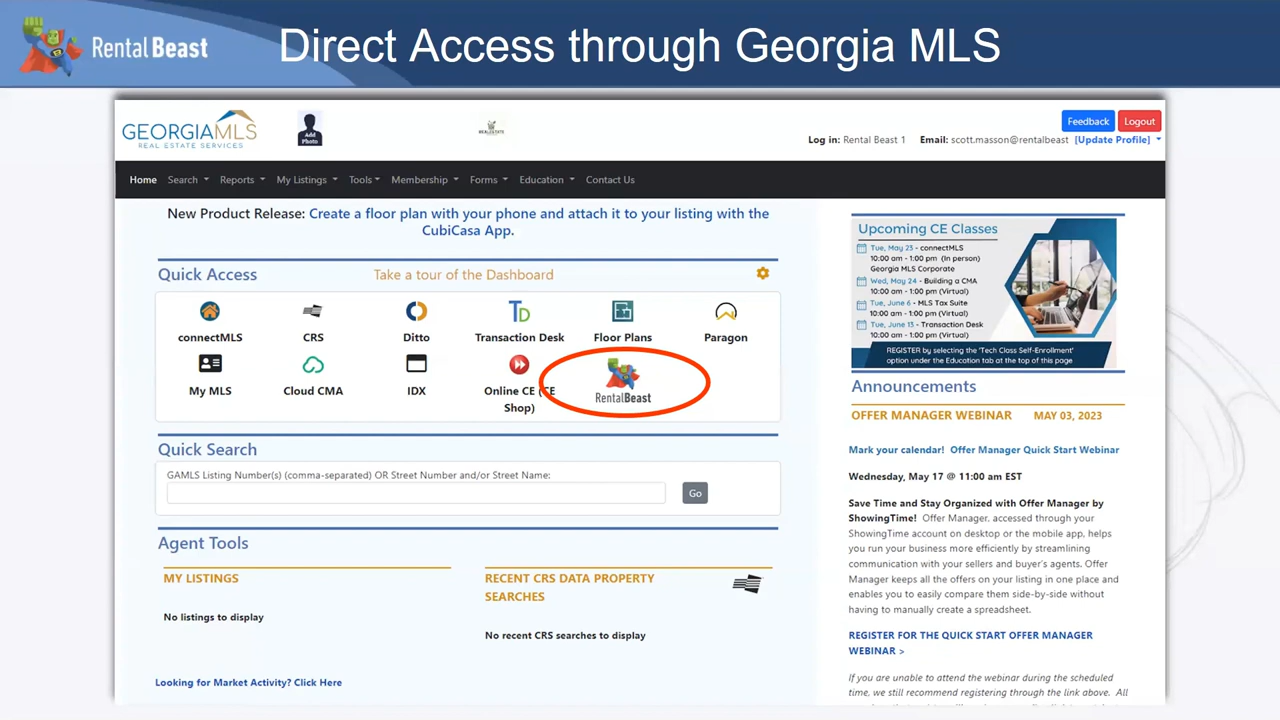 Rental Beast
Direct Access through Georgia MLS
GEORGIAMLS
REAL ESTATE SERVICES
Add
Photo
REALESTATE
Feedback
Logout
Log in: Rental Beast 1 Email: scott.masson@rentalbeast [Update Profile]
Home Search Reports My Listings Tools Membership Forms Education Contact Us
New Product Release: Create a floor plan with your phone and attach it to your listing with the
CubiCasa App.
Quick Access
Take a tour of the Dashboard
connectMLS
CRS
Ditto
TD
Transaction Desk
Floor Plans
Paragon
My MLS
Cloud CMA
IDX
Online CE (CE
Shop)
RentalBeast
Quick Search
GAMLS Listing Number(s) (comma-separated) OR Street Number and/or Street Name:
Go
Agent Tools
MY LISTINGS
No listings to display
RECENT CRS DATA PROPERTY
SEARCHES
No recent CRS searches to display
Looking for Market Activity? Click Here
Upcoming CE Classes
Tue, May 23 - connectMLS
10:00 am - 1:00 pm (In person)
Georgia MLS Corporate
Wed, May 24 - Building a CMA
10:00 am - 1:00 pm (Virtual)
Tue, June 6 - MLS Tax Suite
10:00 am - 1:00 pm (Virtual)
Tue, June 13 - Transaction Desk
10:00 am - 1:00 pm (Virtual)
REGISTER by selecting the 'Tech Class Self-Enrollment'
option under the Education tab at the top of this page
Announcements
OFFER MANAGER WEBINAR MAY 03, 2023
Mark your calendar! Offer Manager Quick Start Webinar
Wednesday, May 17 @ 11:00 am EST
Save Time and Stay Organized with Offer Manager by
ShowingTime! Offer Manager, accessed through your
ShowingTime account on desktop or the mobile app, helps
you run your business more efficiently by streamlining
communication with your sellers and buyer's agents. Offer
Manager keeps all the offers on your listing in one place and
enables you to easily compare them side-by-side without
having to manually create a spreadsheet.
REGISTER FOR THE QUICK START OFFER MANAGER
WEBINAR >
If you are unable to attend the webinar during the scheduled
time, we still recommend registering through the link above. All